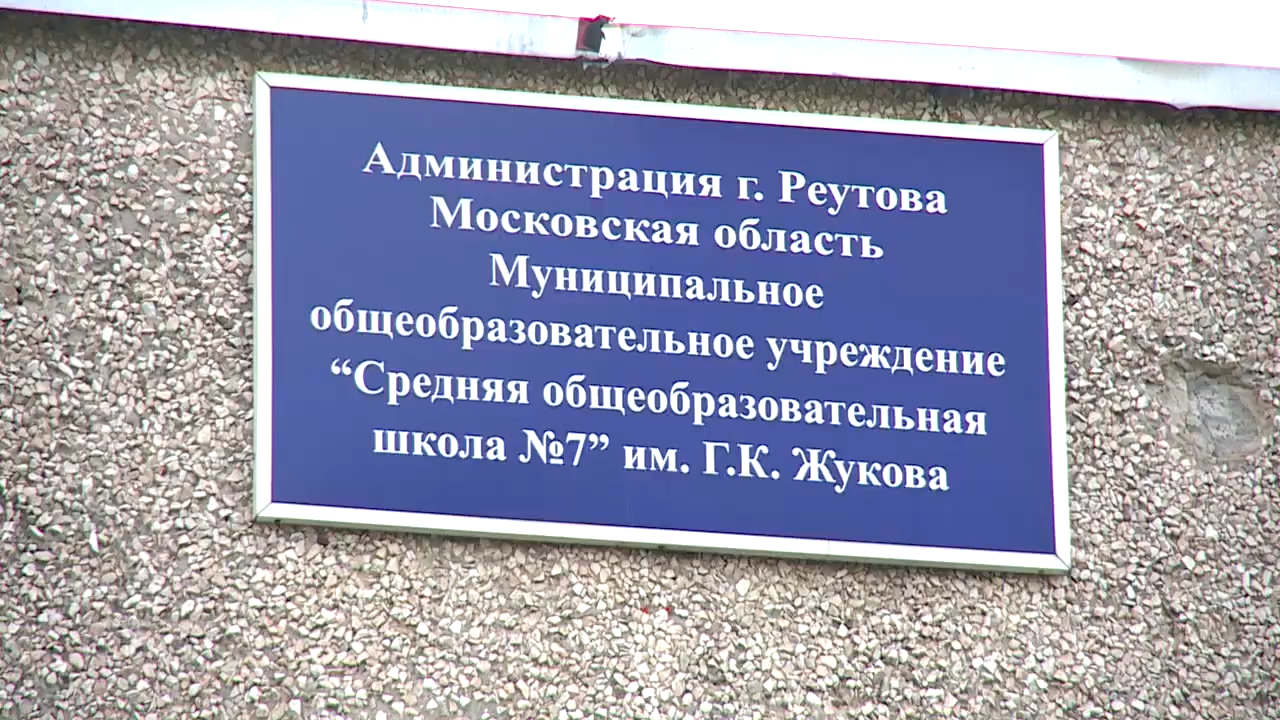 Администрация г. Реутова
Московская область
Муниципальное
общеобразовательное учреждение
“Средняя общеобразовательная
школа №7” им. Г.К. Жукова